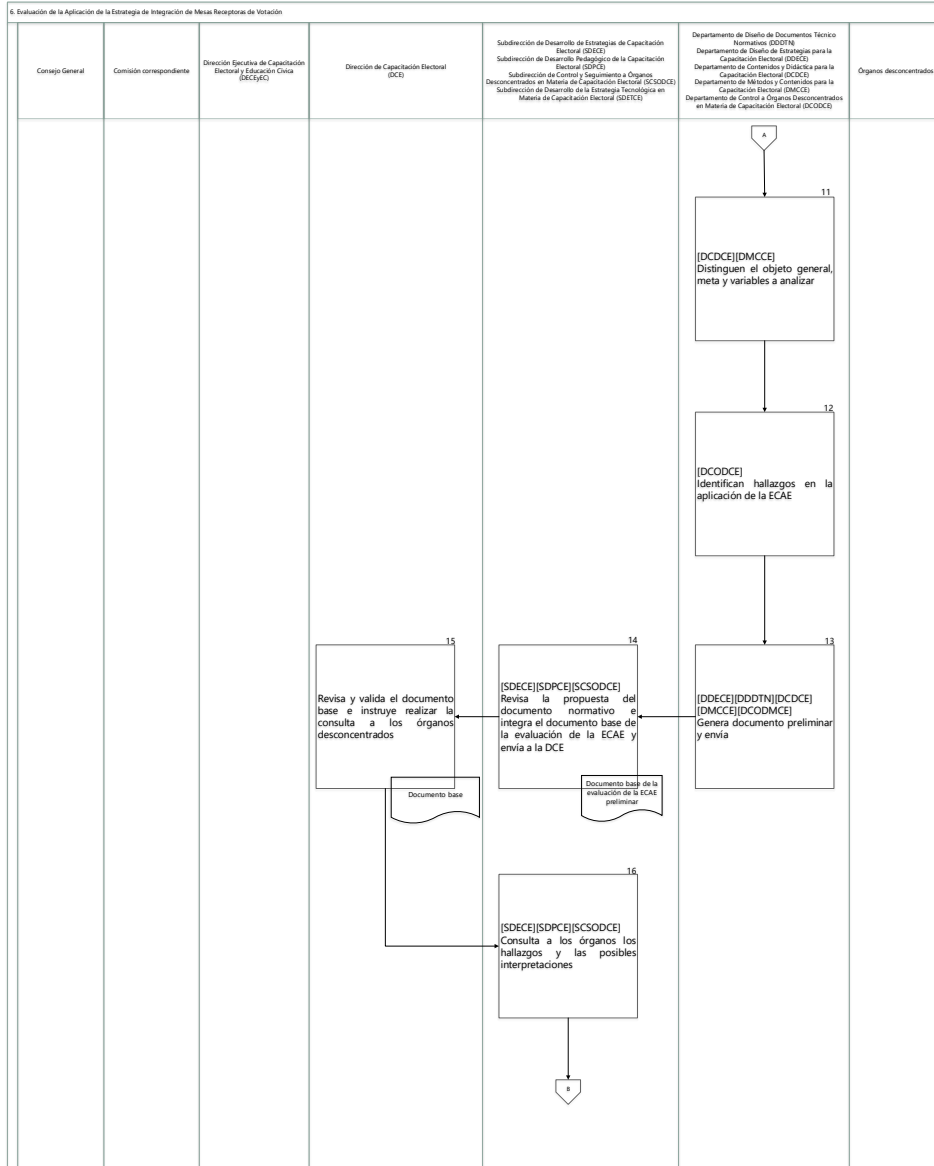 6. Evaluación de la Aplicación de la Estrategia de Integración de Mesas Receptoras de Votación
Consejo General
Comisión correspondiente
Dirección Ejecutiva de Capacitación
Electoral y Educación Cívica
(DECEyEC)
Dirección de Capacitación Electoral
(DCE)
Subdirección de Desarrollo de Estrategias de Capacitación
Electoral (SDECE)
Subdirección de Desarrollo Pedagógico de la Capacitación
Electoral (SDPCE)
Subdirección de Control y Seguimiento a Órganos
Desconcentrados en Materia de Capacitación Electoral (SCSODCE)
Subdirección de Desarrollo de la Estrategia Tecnológica en
Materia de Capacitación Electoral (SDETCE)
Departamento de Diseño de Documentos Técnico
Normativos (DDDTN)
Departamento de Diseño de Estrategias para la
Capacitación Electoral (DDECE)
Departamento de Contenidos y Didáctica para la
Capacitación Electoral (DCDCE)
Departamento de Métodos y Contenidos para la
Capacitación Electoral (DMCCE)
Departamento de Control a Órganos Desconcentrados
en Materia de Capacitación Electoral (DCODCE)
Órganos desconcentrados
A
11
[DCDCE][DMCCE]
Distinguen el objeto general,
meta y variables a analizar
12
[DCODCE]
Identifican hallazgos en la
aplicación de la ECAE
13
[DDECE][DDDTN][DCDCE]
[DMCCE][DCODMCE]
Genera documento preliminar
y envía
14
[SDECE][SDPCE][SCSODCE]
Revisa la propuesta del
documento normativo e
integra el documento base de
la evaluación de la ECAE y
envía a la DCE
Documento base de la
evaluación de la ECAE
preliminar
15
Revisa y valida el documento
base e instruye realizar la
consulta a los órganos
desconcentrados
Documento base
16
[SDECE][SDPCE][SCSODCE]
Consulta a los órganos los
hallazgos y las posibles
interpretaciones
B